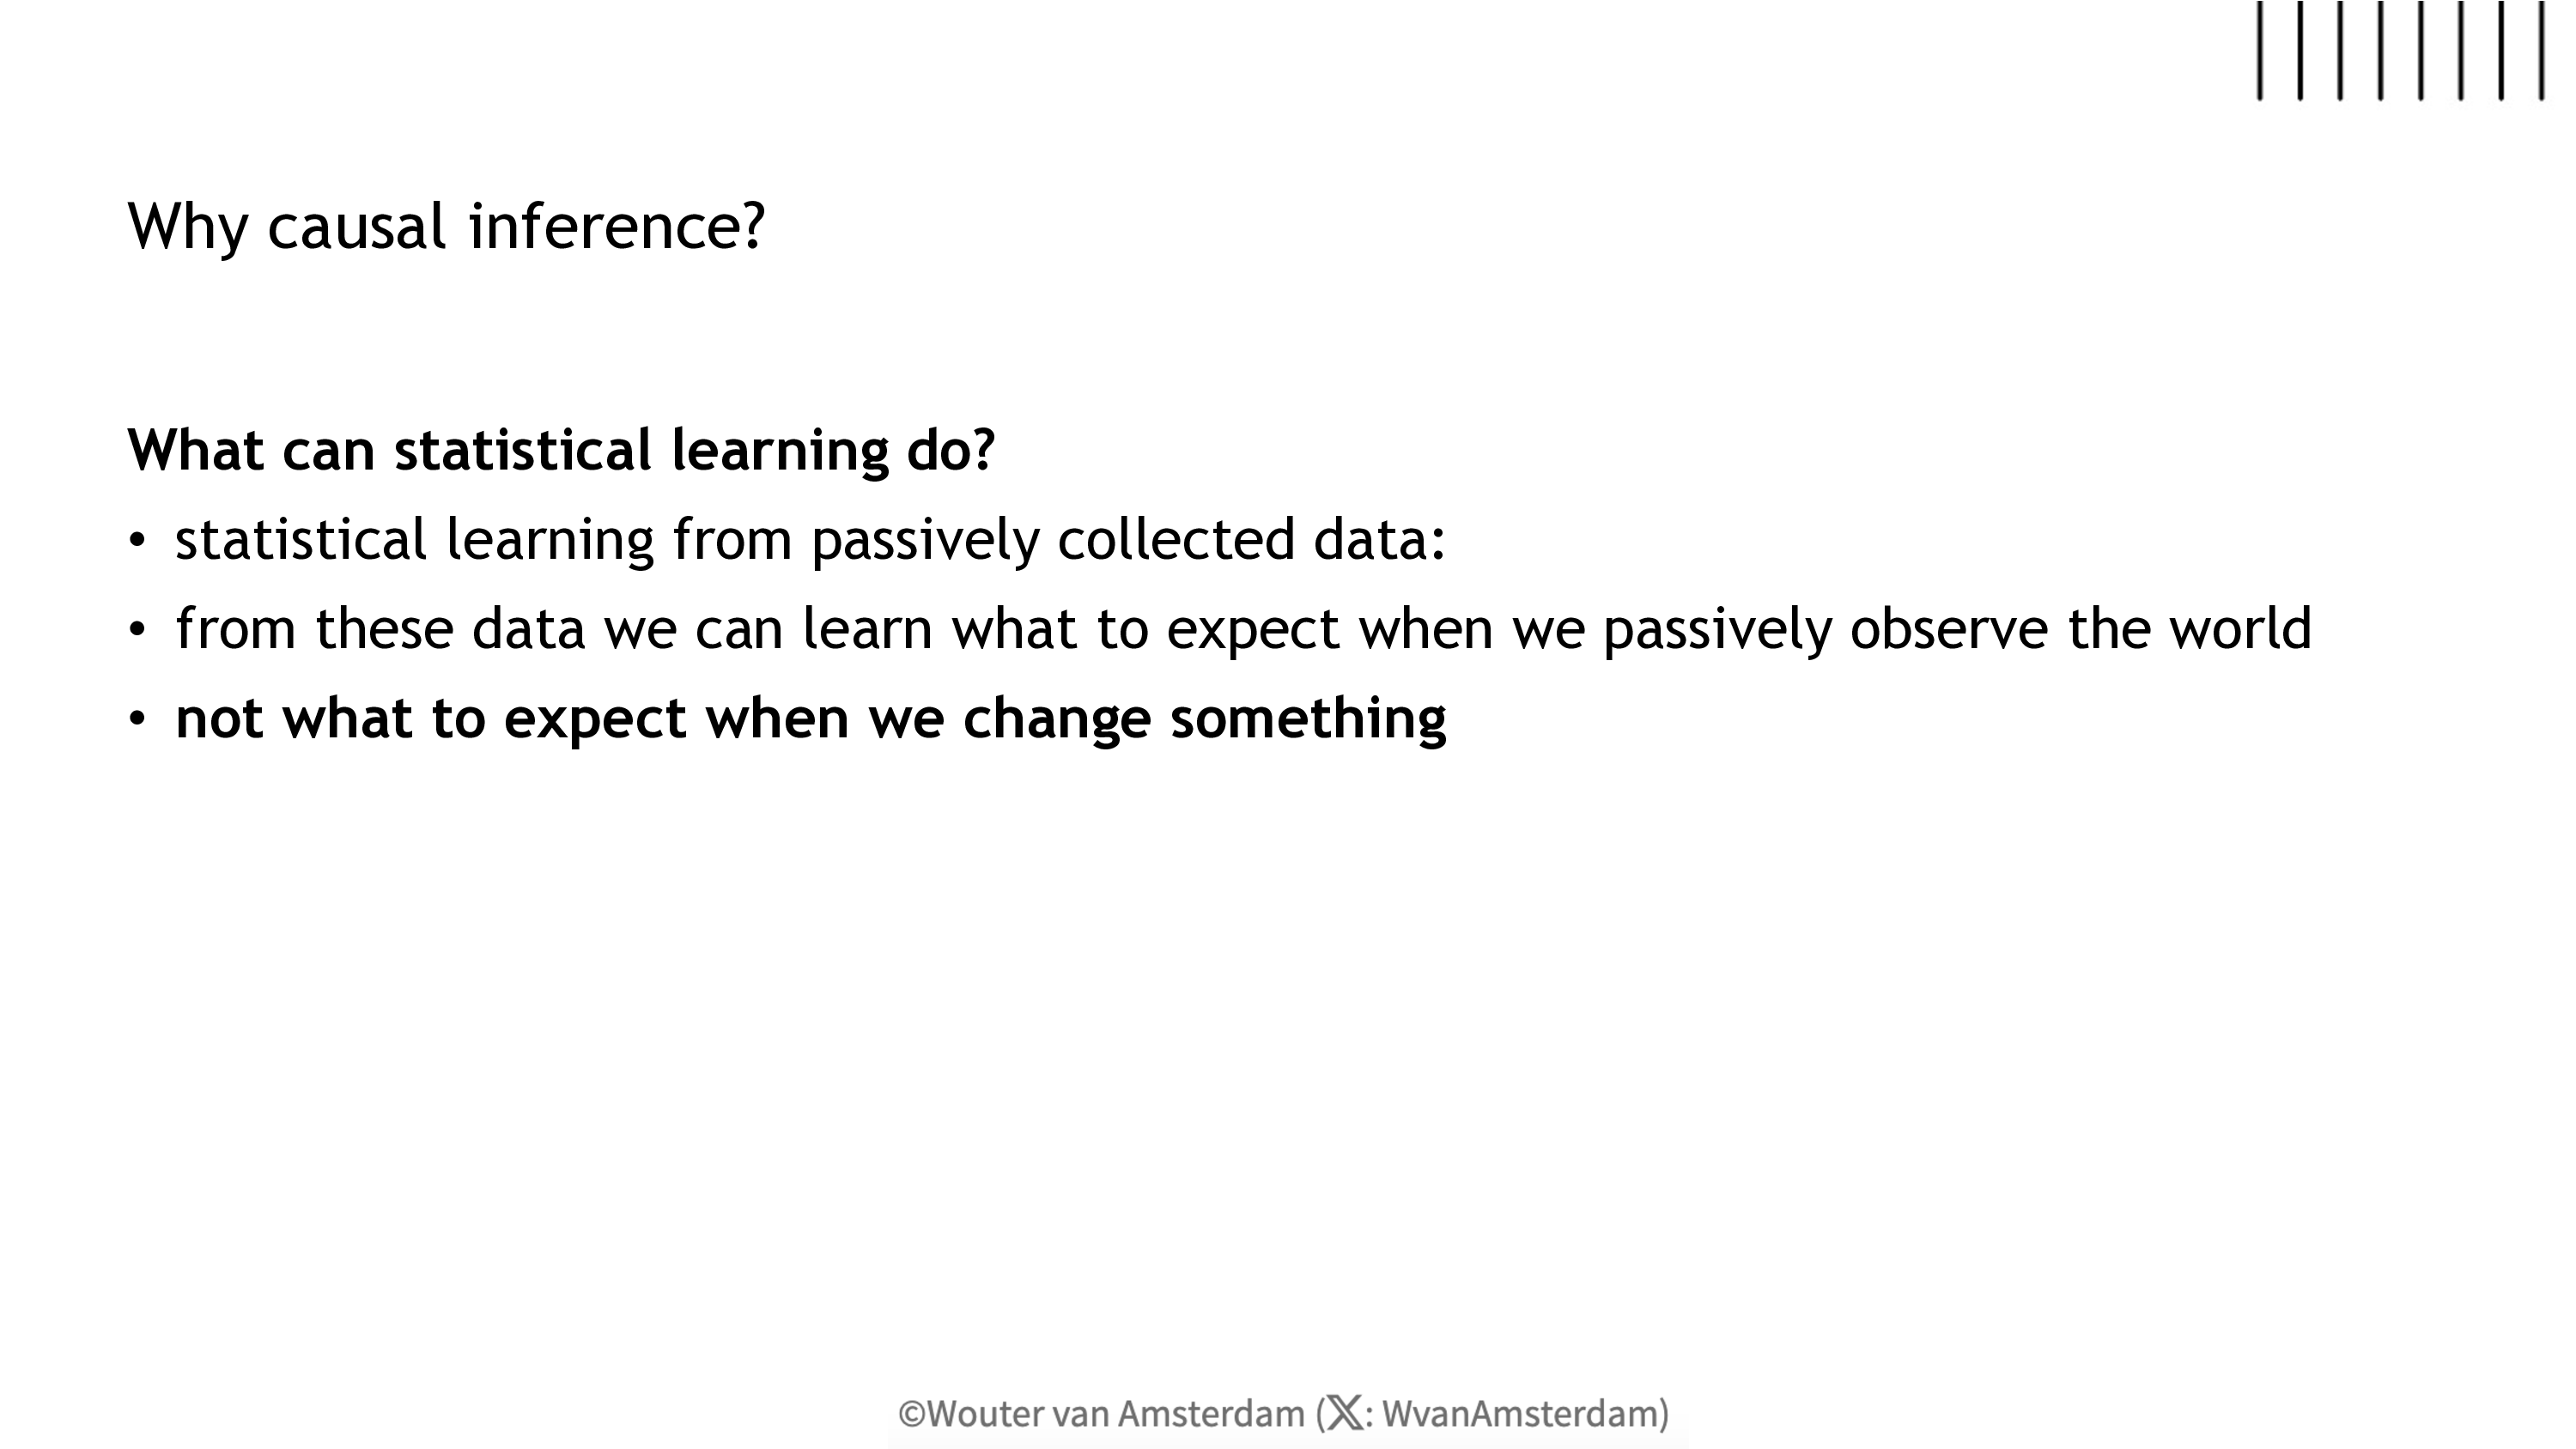 Why causal inference?
What can statistical learning do?
• statistical learning from passively collected data:
• from these data we can learn what to expect when we passively observe the world
• not what to expect when we change something
©Wouter van Amsterdam (𝕏: WvanAmsterdam)